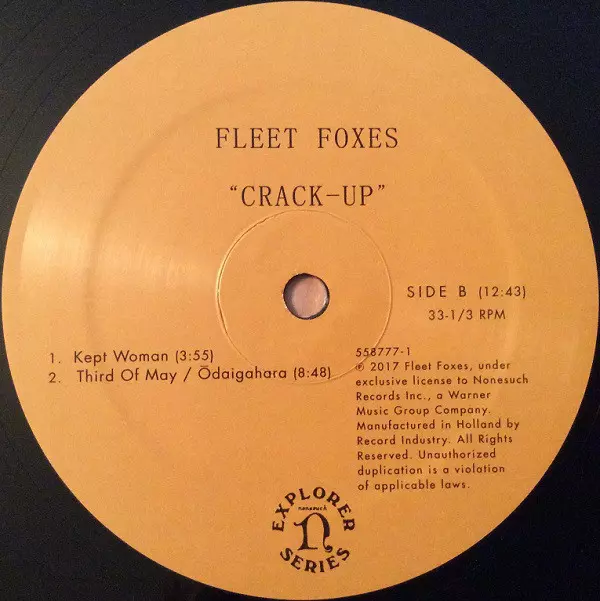 FLEET FOXES
“CRACK-UP”
SIDE B (12:43)
33-1/3 RPM
1. Kept Woman (3:55)
2. Third Of May / Ōdaigahara (8:48)
558777-1
℗ 2017 Fleet Foxes, under
exclusive license to Nonesuch
Records Inc., a Warner
Music Group Company.
Manufactured in Holland by
Record Industry. All Rights
Reserved. Unauthorized
duplication is a violation
of applicable laws.
EXPLORER
nonesuch
n
SERIES